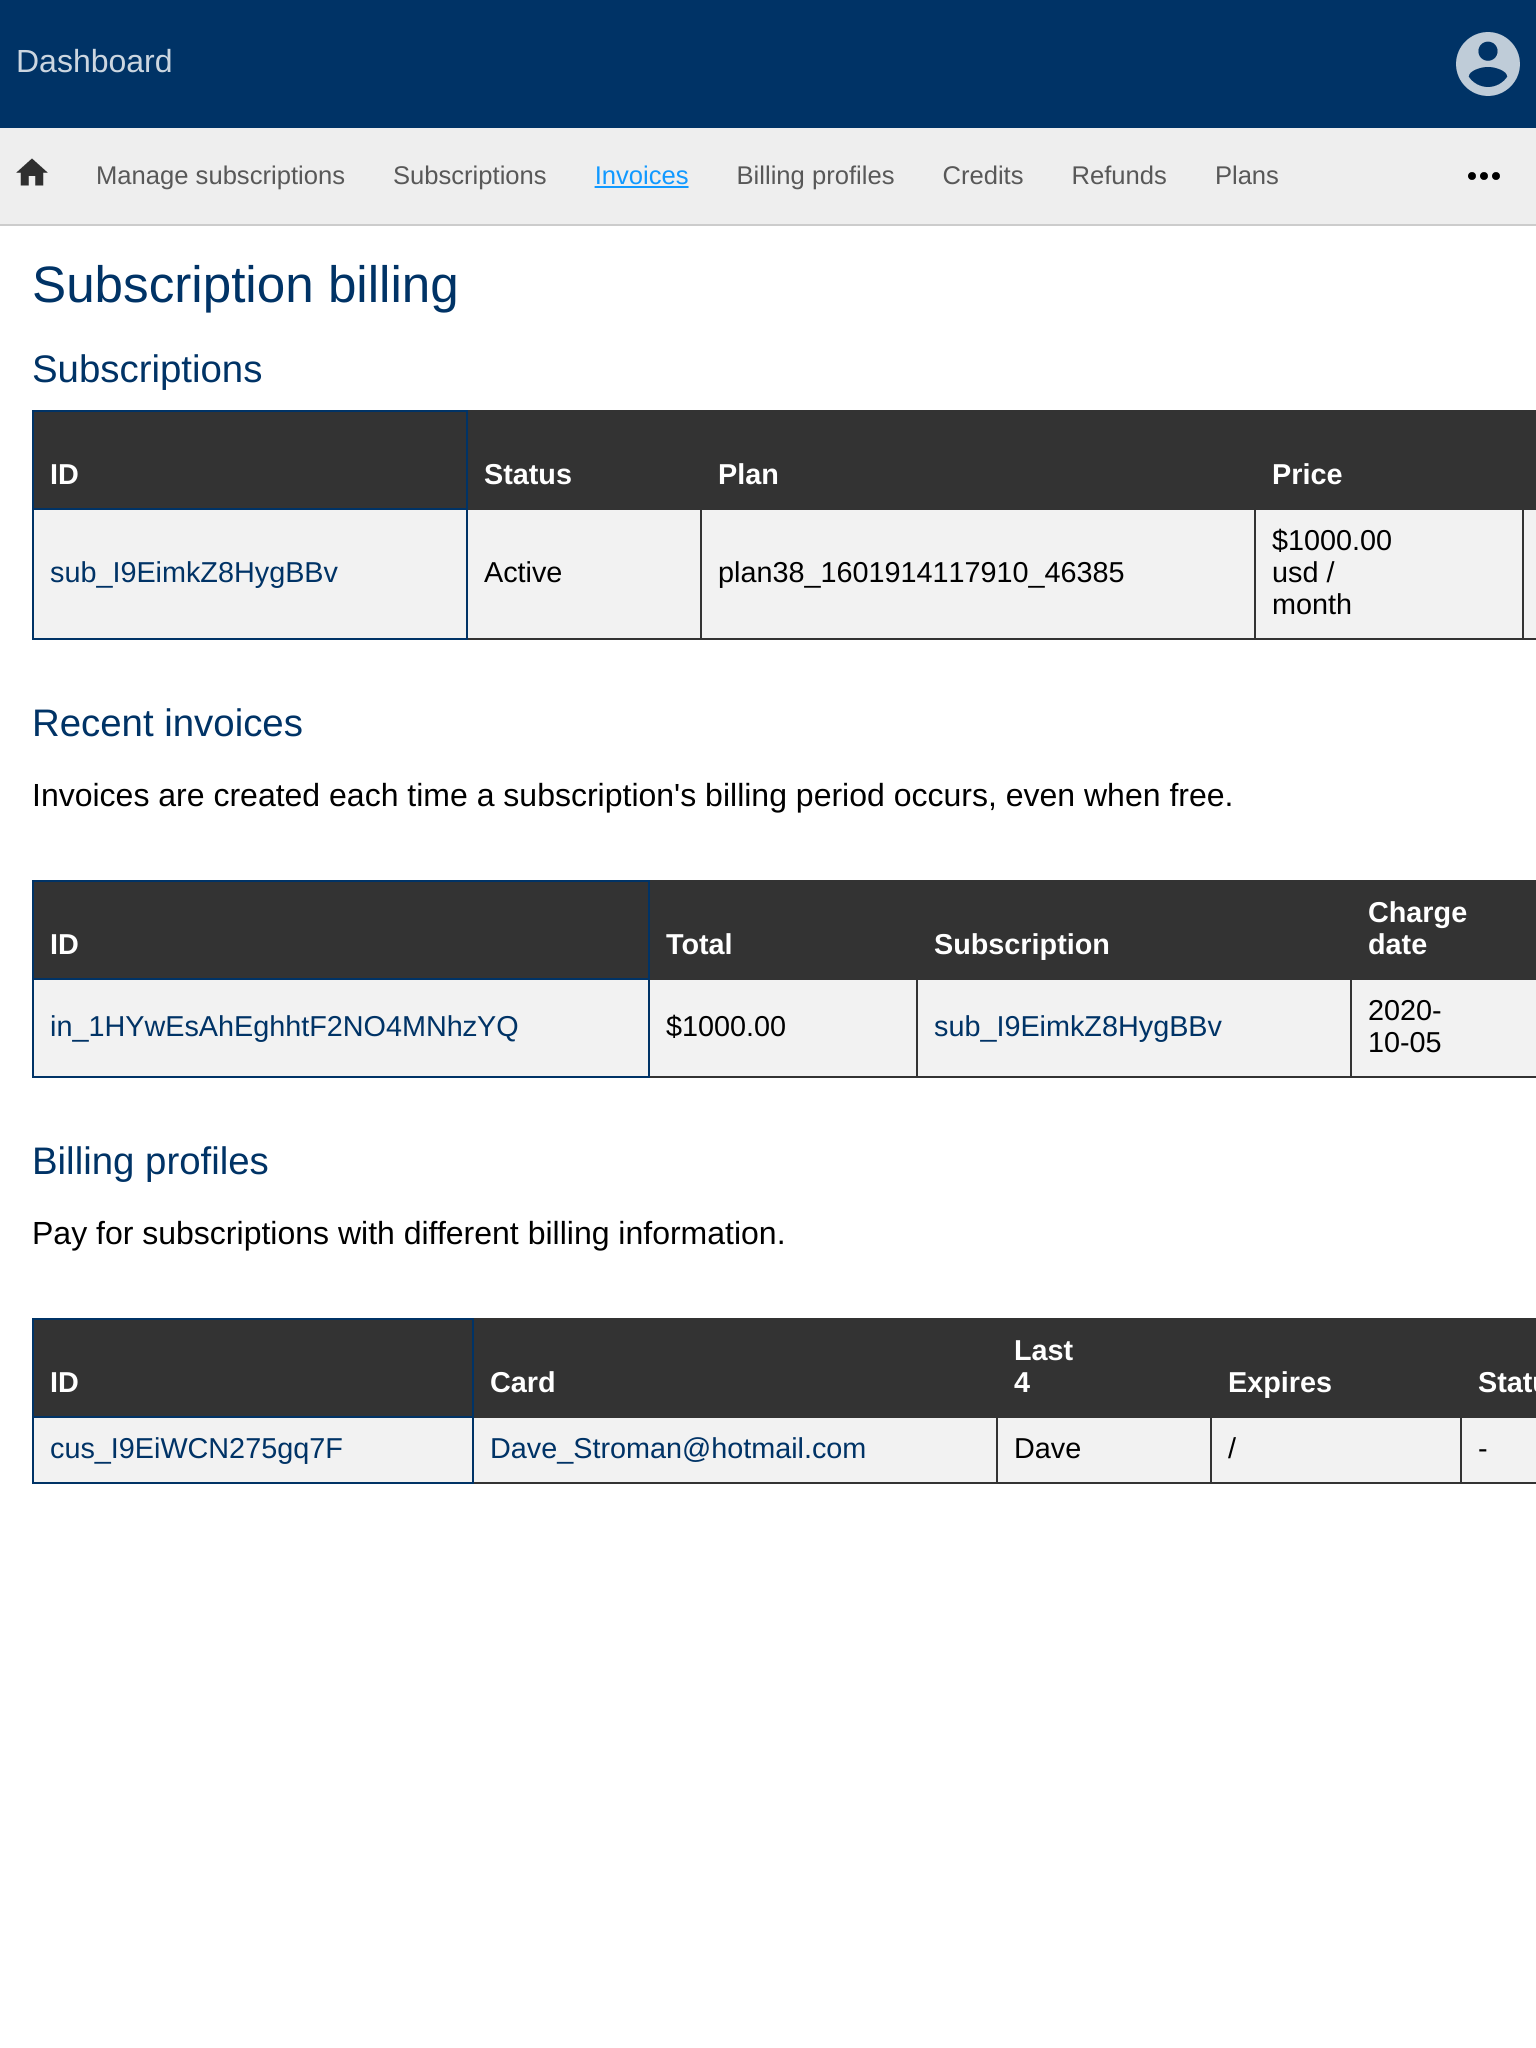 Dashboard
Manage subscriptions Subscriptions Invoices Billing profiles Credits Refunds Plans
Subscription billing
Subscriptions
ID Status Plan Price
sub_I9EimkZ8HygBBv Active plan38_1601914117910_46385 $1000.00
usd /
month
Recent invoices
Invoices are created each time a subscription's billing period occurs, even when free.
ID Total Subscription Charge
date
in_1HYwEsAhEghhtF2NO4MNhzYQ $1000.00 sub_I9EimkZ8HygBBv 2020-
10-05
Billing profiles
Pay for subscriptions with different billing information.
ID Card Last
4 Expires
cus_I9EiWCN275gq7F Dave_Stroman@hotmail.com Dave / -